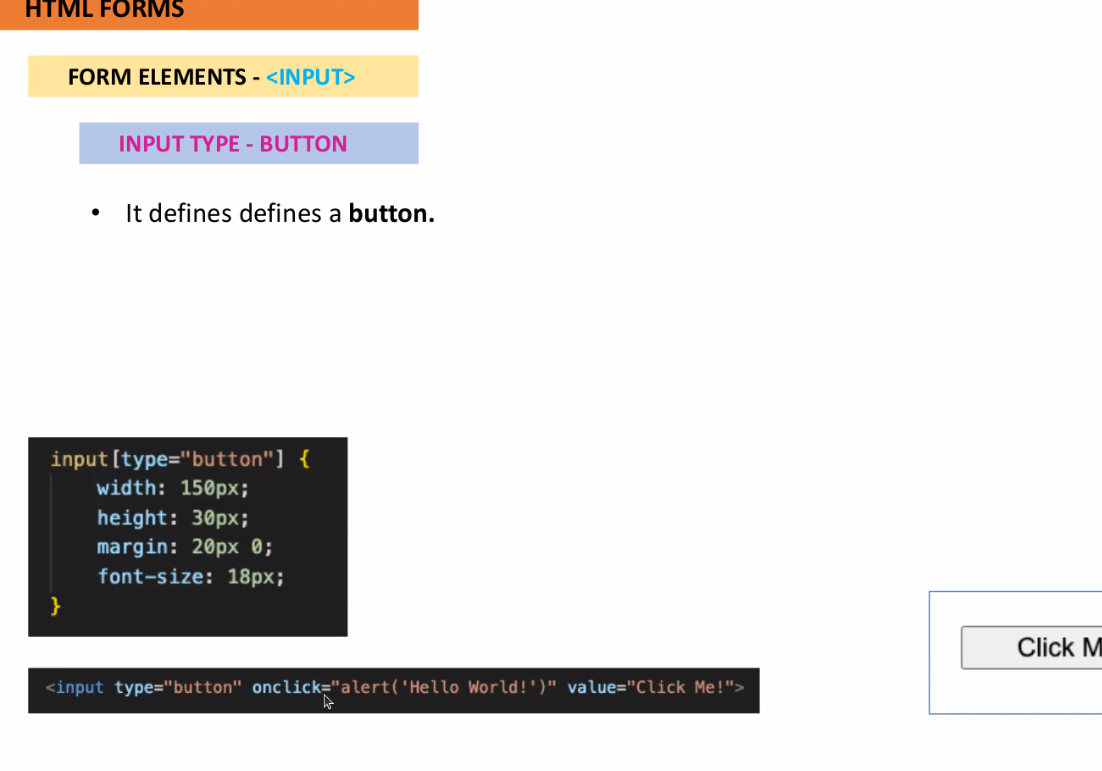 HTML FORMS
FORM ELEMENTS - <INPUT>
INPUT TYPE - BUTTON
• It defines defines a button.
input[type="button"] {
width: 150px;
height: 30px;
margin: 20px 0;
font-size: 18px;
}
<input type="button" onclick="alert('Hello World!')" value="Click Me!">
Click M